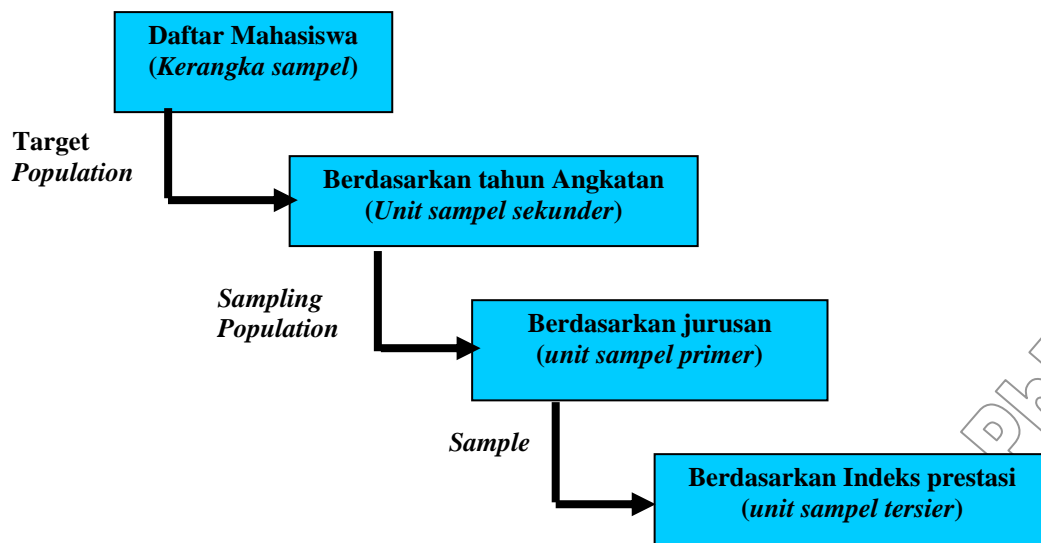 Daftar Mahasiswa
(Kerangka sampel)
Target
Population
Berdasarkan tahun Angkatan
(Unit sampel sekunder)
Sampling
Population
Berdasarkan jurusan
(unit sampel primer)
Sample
Berdasarkan Indeks prestasi
(unit sampel tersier)